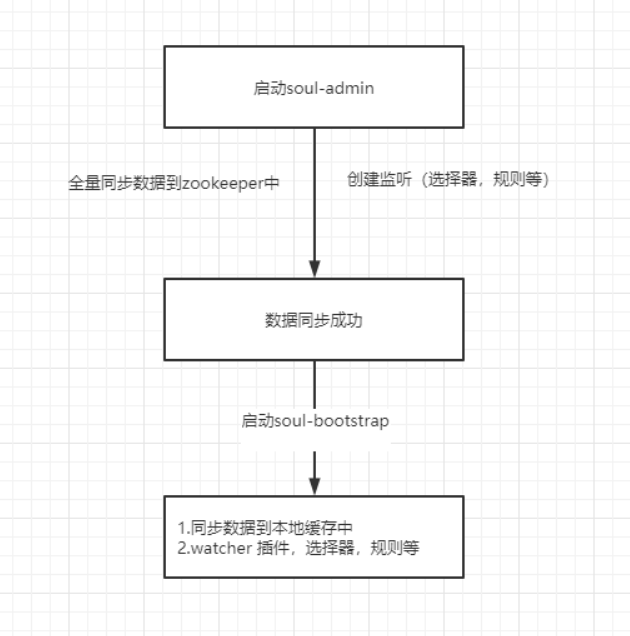 启动soul-admin
全量同步数据到zookeeper中
创建监听（选择器，规则等）
数据同步成功
启动soul-bootstrap
1.同步数据到本地缓存中
2.watcher 插件，选择器，规则等